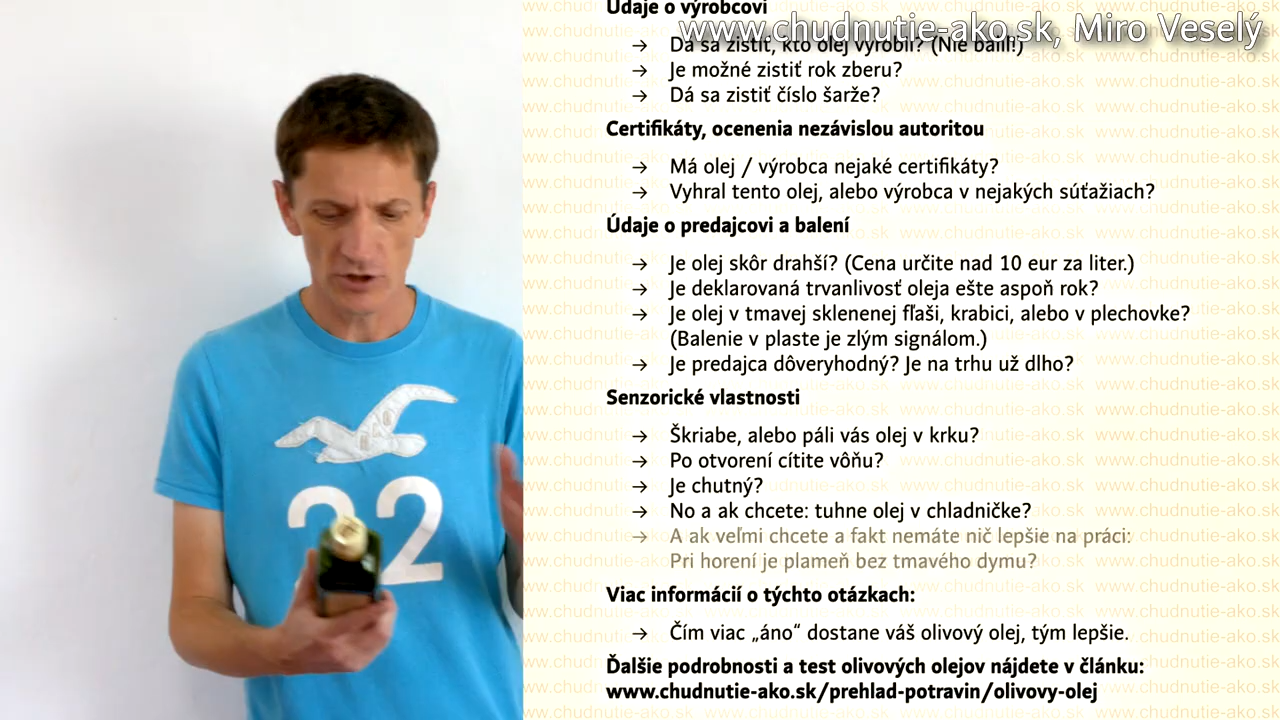 Údaje o výrobcovi
www.chudnutie-ako.sk, Miro Veselý
→ Dá sa zistiť, kto olej vyrobil? (Nie balil!)
→ Je možné zistiť rok zberu?
→ Dá sa zistiť číslo šarže?
Certifikáty, ocenenia nezávislou autoritou
→ Má olej / výrobca nejaké certifikáty?
→ Vyhral tento olej, alebo výrobca v nejakých súťažiach?
Údaje o predajcovi a balení
→ Je olej skôr drahší? (Cena určite nad 10 eur za liter.)
→ Je deklarovaná trvanlivosť oleja ešte aspoň rok?
→ Je olej v tmavej sklenenej fľaši, krabici, alebo v plechovke?
(Balenie v plaste je zlým signálom.)
→ Je predajca dôveryhodný? Je na trhu už dlho?
Senzorické vlastnosti
→ Škriabe, alebo páli vás olej v krku?
→ Po otvorení cítite vôňu?
→ Je chutný?
→ No a ak chcete: tuhne olej v chladničke?
→ A ak veľmi chcete a fakt nemáte nič lepšie na práci:
Pri horení je plameň bez tmavého dymu?
Viac informácií o týchto otázkach:
→ Čím viac „áno“ dostane váš olivový olej, tým lepšie.
Ďalšie podrobnosti a test olivových olejov nájdete v článku:
www.chudnutie-ako.sk/prehlad-potravin/olivovy-olej
22